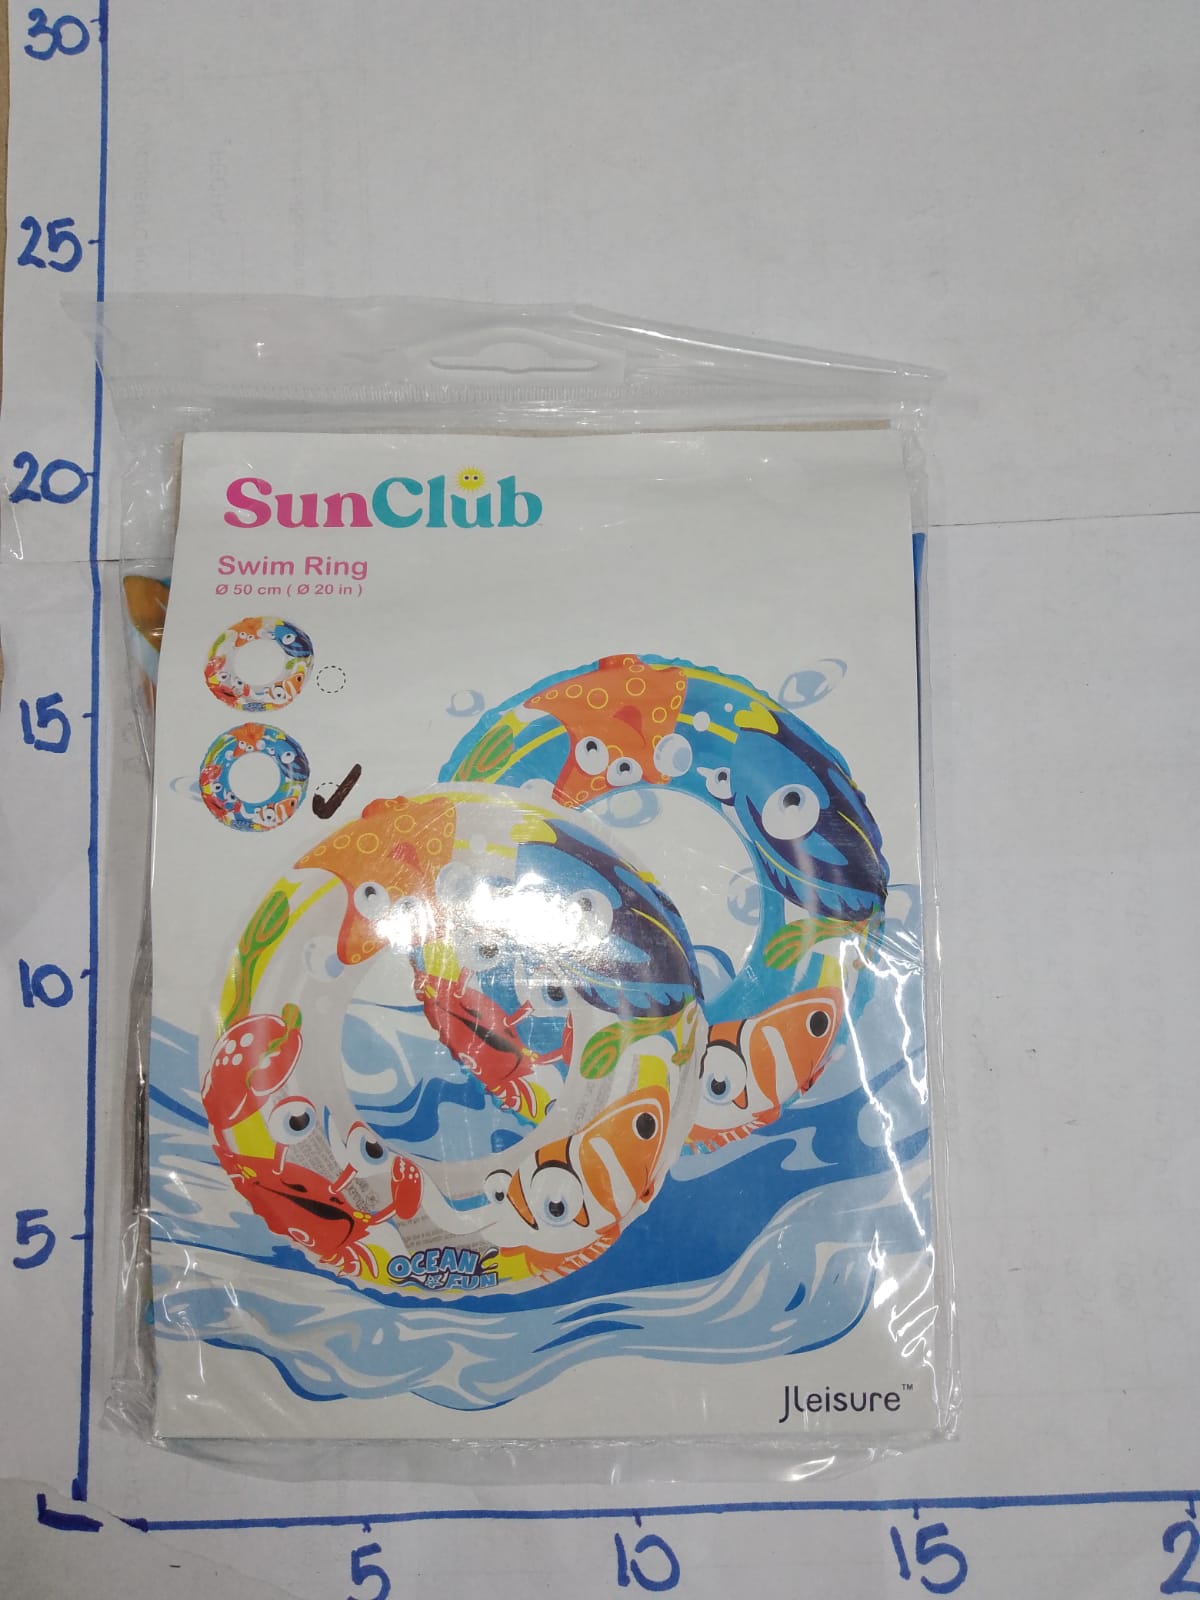 30
25
20
15
10
5
SunClub
Swim Ring
Ø 50 cm ( Ø 20 in )
OCEAN
FUN
Jleisure™
5
10
15
2